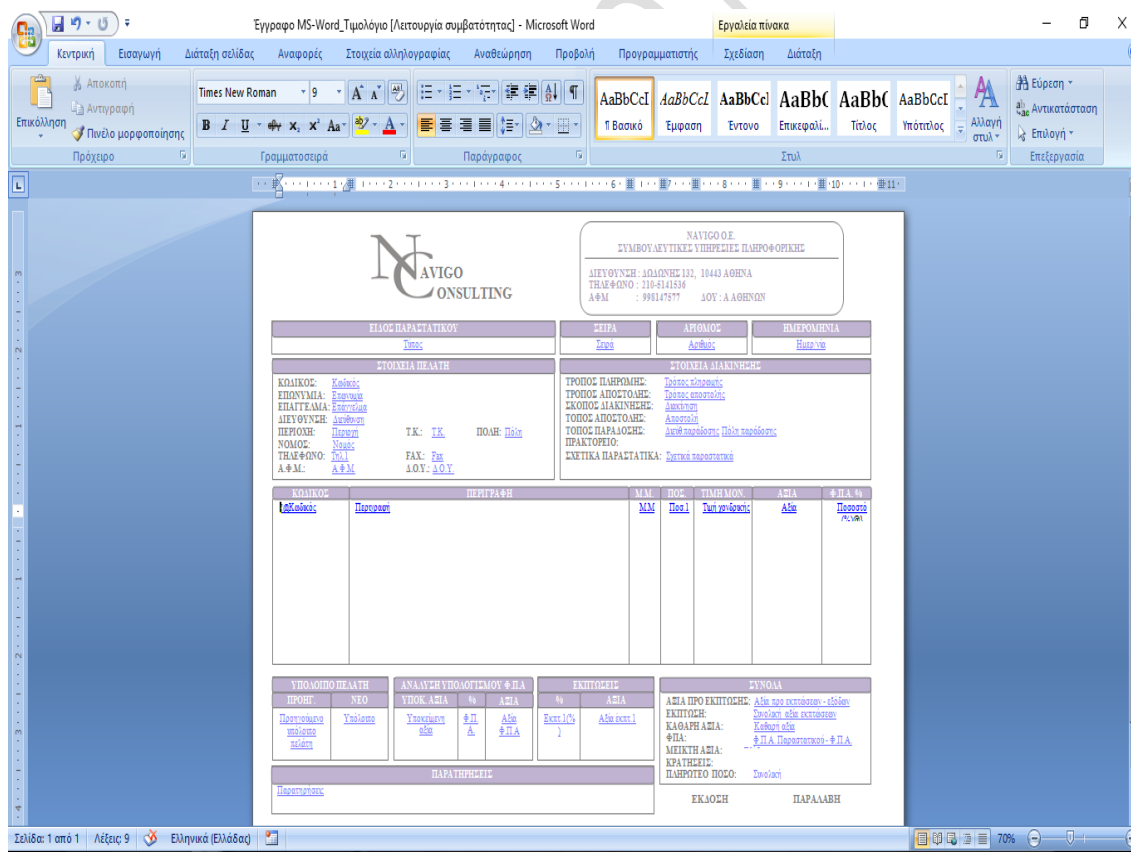 Έγγραφο MS-Word_Τιμολόγιο [Λειτουργία συμβατότητας] - Microsoft Word Εργαλεία πίνακα
Κεντρική Εισαγωγή Διάταξη σελίδας Αναφορές Στοιχεία αλληλογραφίας Αναθεώρηση Προβολή Προγραμματιστής Σχεδίαση Διάταξη
Επικόλληση
Αποκοπή
Αντιγραφή
Πινέλο μορφοποίησης
Πρόχειρο
Times New Roman 9
Γραμματοσειρά
Παράγραφος
AaBbCcI AaBbCcI AaBbCcl AaBbC AaBbC AaBbCcI
¶ Βασικό Έμφαση Έντονο Επικεφαλί... Τίτλος Υπότιτλος
Αλλαγή στυλ
Στυλ
Εύρεση
Αντικατάσταση
Επιλογή
Επεξεργασία
NAVIGO
CONSULTING
NAVIGO Ο.Ε.
ΣΥΜΒΟΥΛΕΥΤΙΚΕΣ ΥΠΗΡΕΣΙΕΣ ΠΛΗΡΟΦΟΡΙΚΗΣ
ΔΙΕΥΘΥΝΣΗ : ΔΩΔΩΝΗΣ 132, 10443 ΑΘΗΝΑ
ΤΗΛΕΦΩΝΟ : 210-5141536
ΑΦΜ : 998147577 ΔΟΥ : Α ΑΘΗΝΩΝ
ΕΙΔΟΣ ΠΑΡΑΣΤΑΤΙΚΟΥ ΣΕΙΡΑ ΑΡΙΘΜΟΣ ΗΜΕΡΟΜΗΝΙΑ
Τύπος Σειρά Αριθμός Ημερ/νία
ΣΤΟΙΧΕΙΑ ΠΕΛΑΤΗ
ΚΩΔΙΚΟΣ: Κωδικός
ΕΠΩΝΥΜΙΑ: Επωνυμία
ΕΠΑΓΓΕΛΜΑ: Επάγγελμα
ΔΙΕΥΘΥΝΣΗ: Διεύθυνση
ΠΕΡΙΟΧΗ: Περιοχή Τ.Κ.: Τ.Κ. ΠΟΛΗ: Πόλη
ΝΟΜΟΣ: Νομός
ΤΗΛΕΦΩΝΟ: Τηλ.1 FAX: Fax
Α.Φ.Μ.: Α.Φ.Μ Δ.Ο.Υ.: Δ.Ο.Υ.
ΣΤΟΙΧΕΙΑ ΔΙΑΚΙΝΗΣΗΣ
ΤΡΟΠΟΣ ΠΛΗΡΩΜΗΣ: Τρόπος πληρωμής
ΤΡΟΠΟΣ ΑΠΟΣΤΟΛΗΣ: Τρόπος αποστολής
ΣΚΟΠΟΣ ΔΙΑΚΙΝΗΣΗΣ: Διακίνηση
ΤΟΠΟΣ ΑΠΟΣΤΟΛΗΣ: Αποστολή
ΤΟΠΟΣ ΠΑΡΑΔΟΣΗΣ: Διεύθ.παράδοσης Πόλη παράδοσης
ΠΡΑΚΤΟΡΕΙΟ:
ΣΧΕΤΙΚΑ ΠΑΡΑΣΤΑΤΙΚΑ: Σχετικά παραστατικά
ΚΩΔΙΚΟΣ ΠΕΡΙΓΡΑΦΗ Μ.Μ. ΠΟΣ. ΤΙΜΗ ΜΟΝ. ΑΞΙΑ Φ.Π.Α. %
@Κωδικός Περιγραφή Μ.Μ Ποσ.1 Τιμή χονδρικής Αξία Ποσοστό
ΥΠΟΛΟΙΠΟ ΠΕΛΑΤΗ ΑΝΑΛΥΣΗ ΥΠΟΛΟΓΙΣΜΟΥ Φ.Π.Α ΕΚΠΤΩΣΕΙΣ
ΠΡΟΗΓ. ΝΕΟ ΥΠΟΚ. ΑΞΙΑ % ΑΞΙΑ % ΑΞΙΑ
Προηγούμενο Υπόλοιπο Υποκείμενη Φ.Π. Αξία Εκπτ.1(% Αξία έκπτ.1
υπόλοιπο αξία Α. Φ.Π.Α )
πελάτη
ΣΥΝΟΛΑ
ΑΞΙΑ ΠΡΟ ΕΚΠΤΩΣΗΣ: Αξία προ εκπτώσεων - εξόδων
ΕΚΠΤΩΣΗ: Συνολική αξία εκπτώσεων
ΚΑΘΑΡΗ ΑΞΙΑ: Καθαρή αξία
ΦΠΑ: Φ.Π.Α. Παραστατικού - Φ.Π.Α.
ΜΕΙΚΤΗ ΑΞΙΑ:
ΚΡΑΤΗΣΕΙΣ:
ΠΛΗΡΩΤΕΟ ΠΟΣΟ: Συνολική
ΠΑΡΑΤΗΡΗΣΕΙΣ
Παρατηρήσεις
ΕΚΔΟΣΗ ΠΑΡΑΛΑΒΗ
Σελίδα: 1 από 1 Λέξεις: 9 Ελληνικά (Ελλάδας) 70%